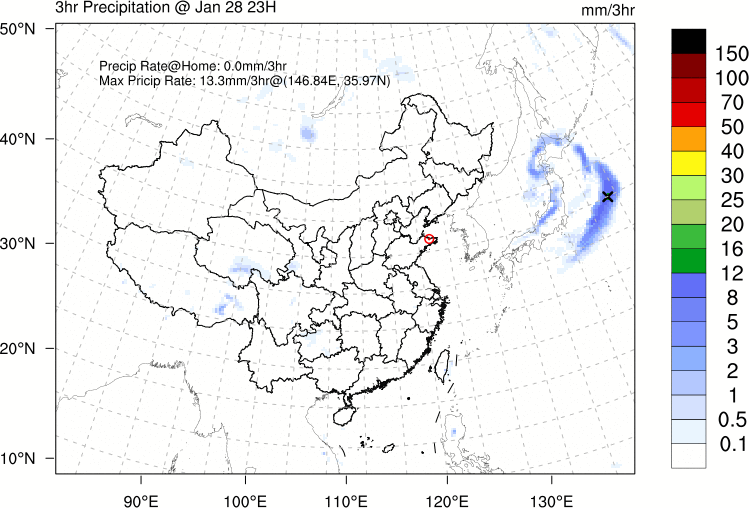 3hr Precipitation @ Jan 28 23H
mm/3hr
Precip Rate@Home: 0.0mm/3hr
Max Pricip Rate: 13.3mm/3hr@(146.84E, 35.97N)
50°N
40°N
30°N
20°N
10°N
90°E
100°E
110°E
120°E
130°E
150
100
70
50
40
30
25
20
16
12
8
5
3
2
1
0.5
0.1